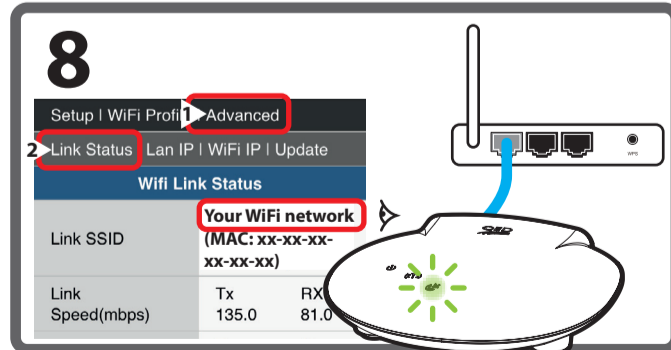 8
Setup | WiFi Profil
1
Advanced
2
Link Status
Lan IP | WiFi IP | Update
Wifi Link Status
Link SSID
Your WiFi network
(MAC: xx-xx-xx-
xx-xx-xx)
Link
Speed(mbps)
Tx
135.0
RX
81.0
WPS